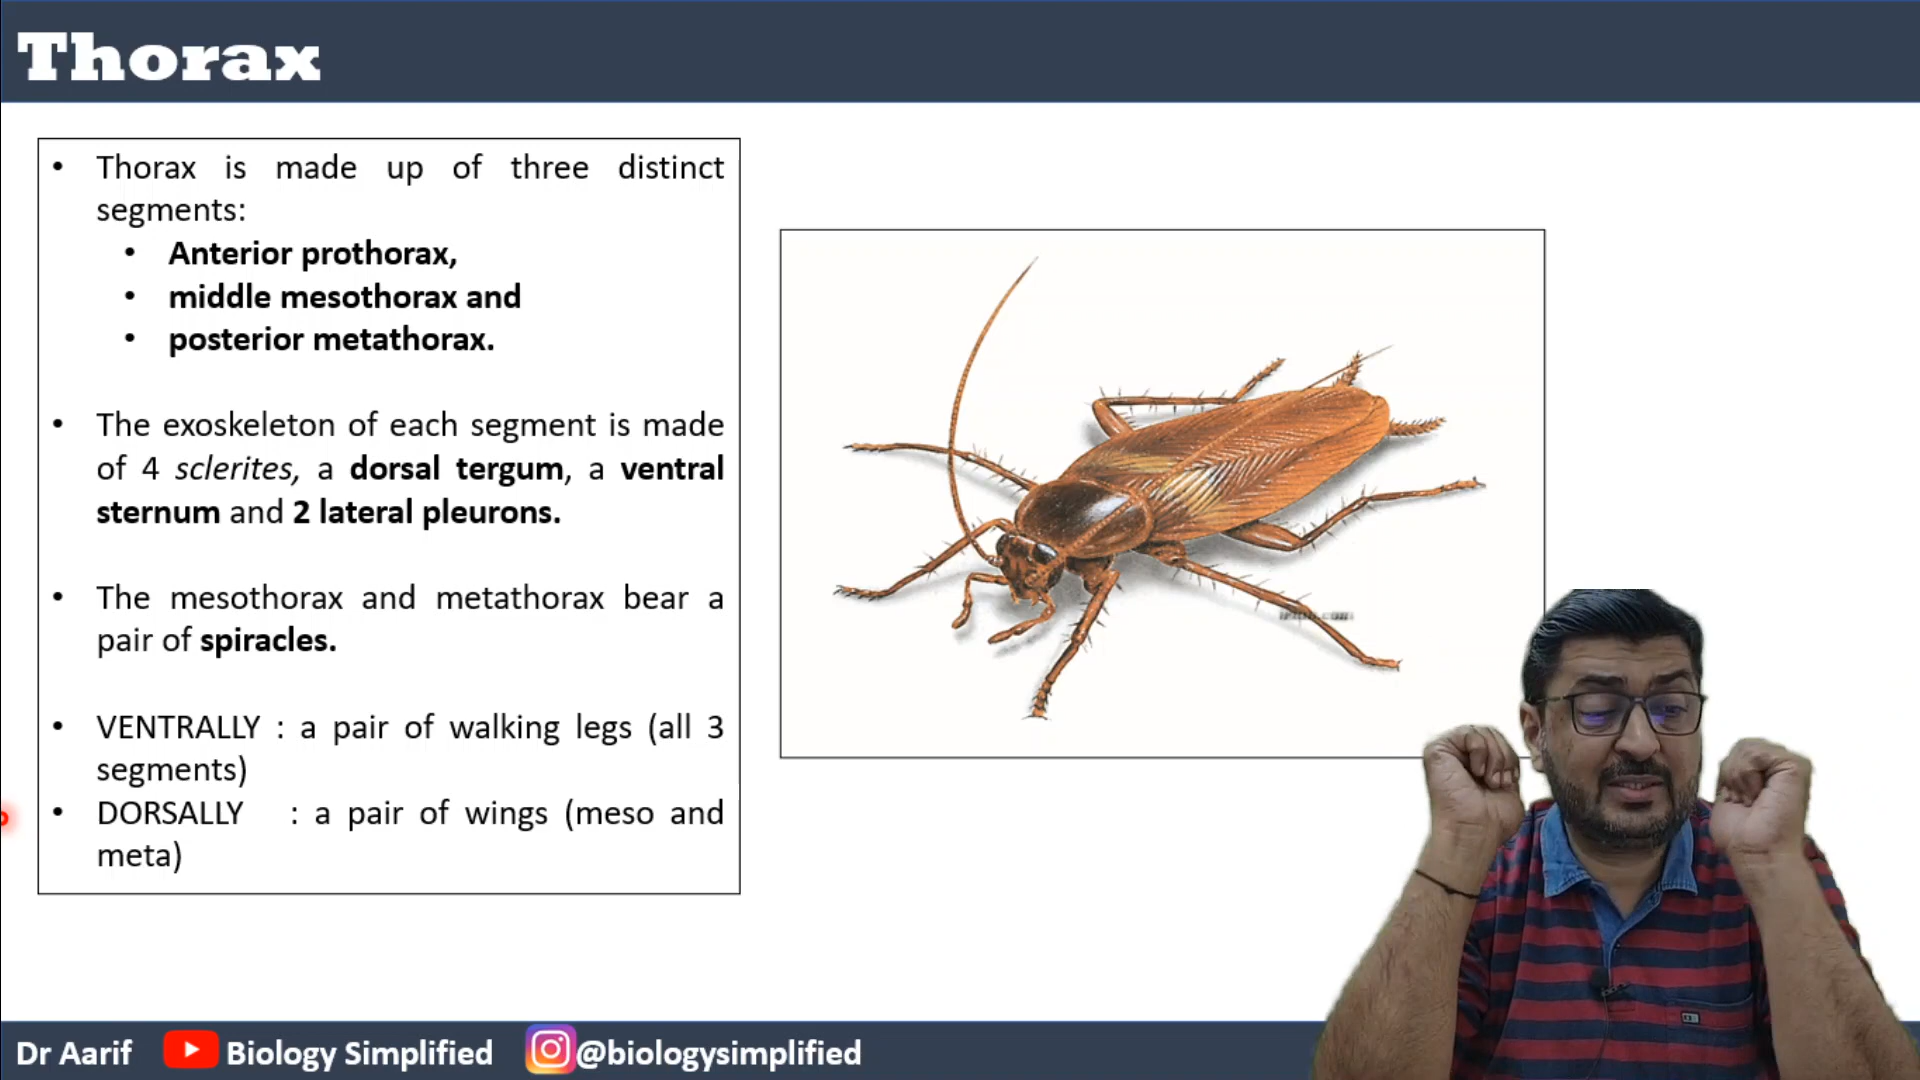 Thorax
• Thorax is made up of three distinct
segments:
• Anterior prothorax,
• middle mesothorax and
• posterior metathorax.
• The exoskeleton of each segment is made
of 4 sclerites, a dorsal tergum, a ventral
sternum and 2 lateral pleurons.
• The mesothorax and metathorax bear a
pair of spiracles.
• VENTRALLY : a pair of walking legs (all 3
segments)
• DORSALLY : a pair of wings (meso and
meta)
Dr Aarif Biology Simplified @biologysimplified